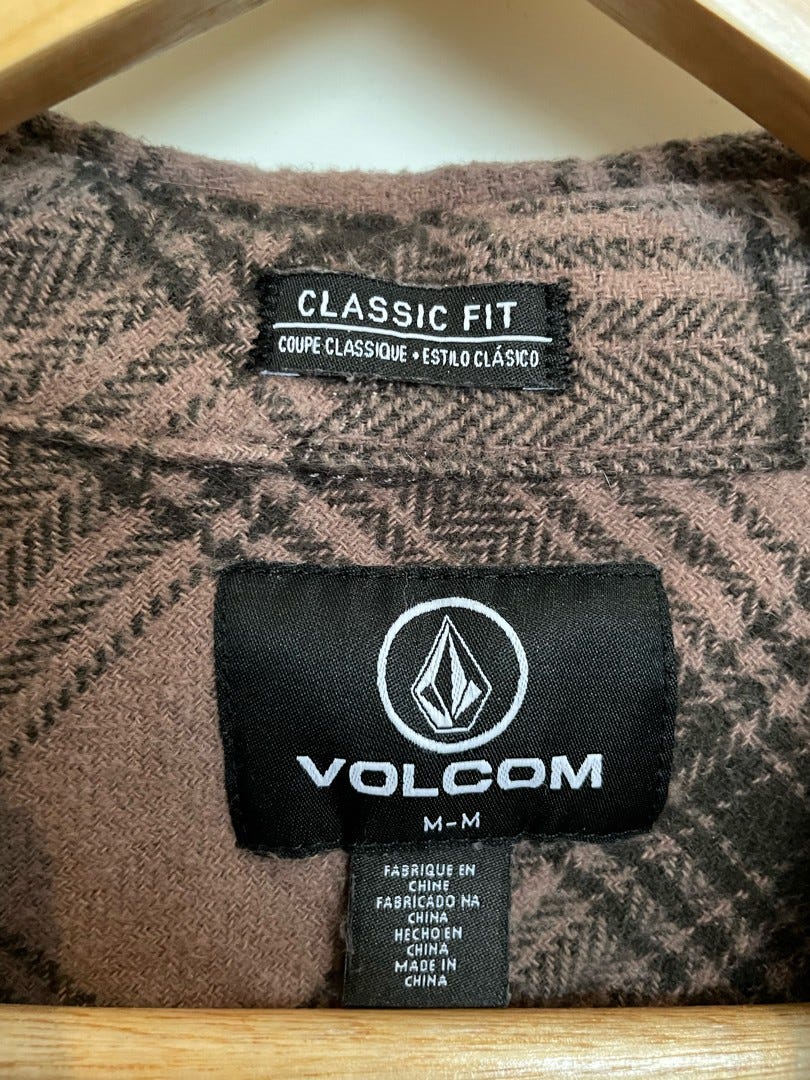 CLASSIC FIT
COUPE CLASSIQUE • ESTILO CLÁSICO
VOLCOM
M-M
FABRIQUE EN
CHINE
FABRICADO NA
CHINA
HECHO EN
CHINA
MADE IN
CHINA